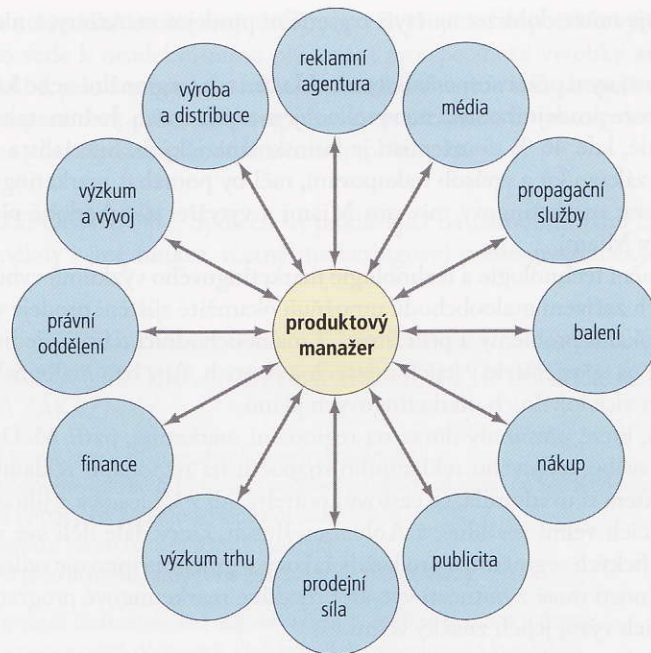 reklamní
agentura
média
propagační
služby
balení
nákup
publicita
prodejní
síla
výzkum trhu
finance
právní
oddělení
výzkum
a vývoj
výroba
a distribuce
produktový
manažer